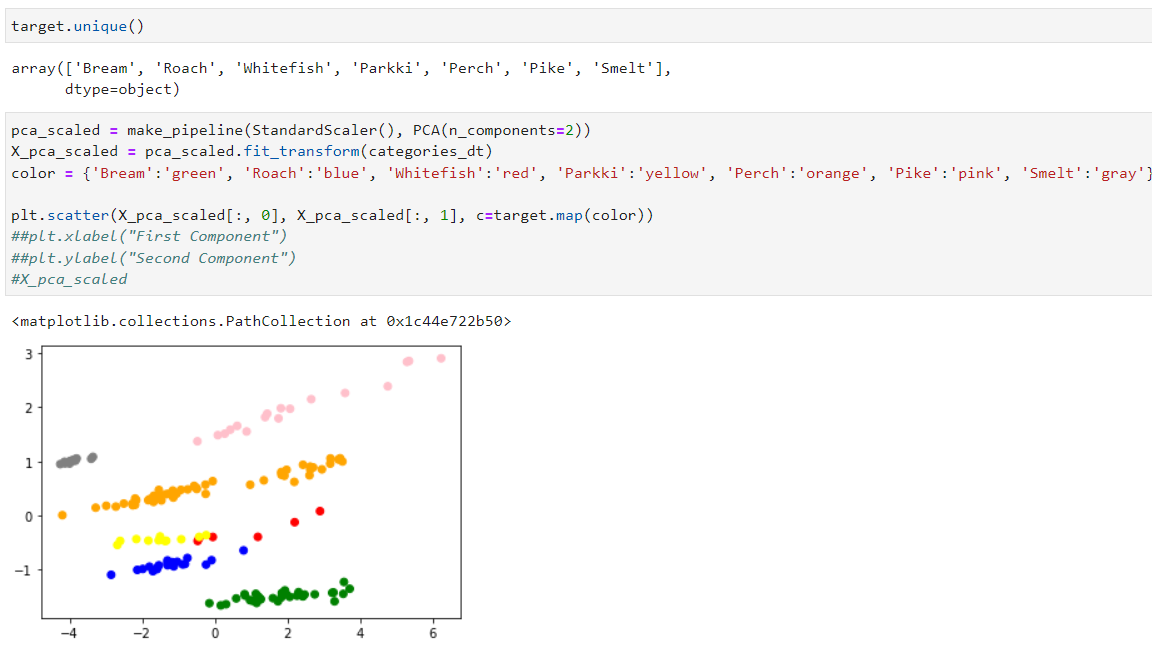 target.unique()
array(['Bream', 'Roach', 'Whitefish', 'Parkki', 'Perch', 'Pike', 'Smelt'],
      dtype=object)
pca_scaled = make_pipeline(StandardScaler(), PCA(n_components=2))
X_pca_scaled = pca_scaled.fit_transform(categories_dt)
color = {'Bream':'green', 'Roach':'blue', 'Whitefish':'red', 'Parkki':'yellow', 'Perch':'orange', 'Pike':'pink', 'Smelt':'gray'}
plt.scatter(X_pca_scaled[:, 0], X_pca_scaled[:, 1], c=target.map(color))
##plt.xlabel("First Component")
##plt.ylabel("Second Component")
#X_pca_scaled
<matplotlib.collections.PathCollection at 0x1c44e722b50>
3
2
1
0
−1
−4 −2 0 2 4 6